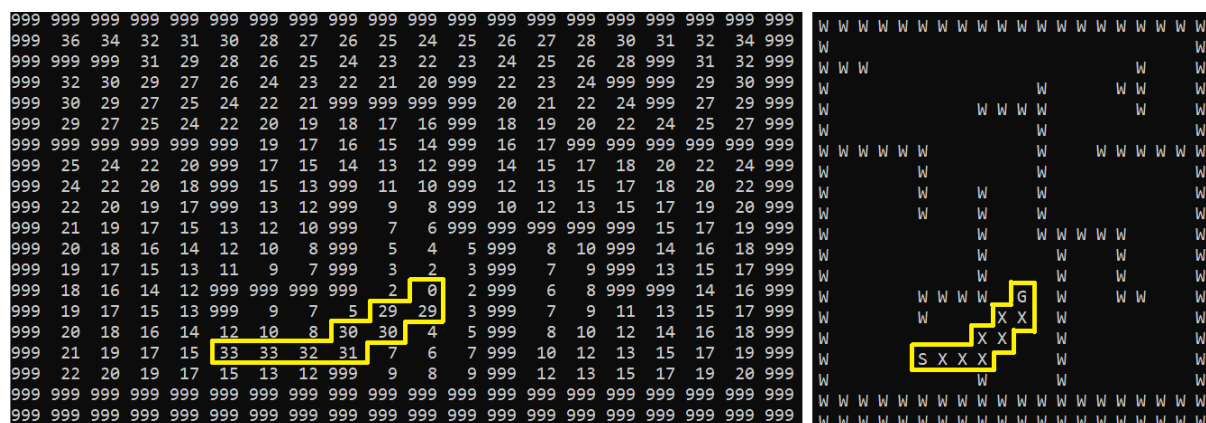 999 999 999 999 999 999 999 999 999 999 999 999 999 999 999 999 999 999 999 999
999 36 34 32 31 30 28 27 26 25 24 25 26 27 28 30 31 32 34 999
999 999 999 31 29 28 26 25 24 23 22 23 24 25 26 28 999 31 32 999
999 32 30 29 27 26 24 23 22 21 20 999 22 23 24 999 999 29 30 999
999 30 29 27 25 24 22 21 999 999 999 999 20 21 22 24 999 27 29 999
999 29 27 25 24 22 20 19 18 17 16 999 18 19 20 22 24 25 27 999
999 999 999 999 999 999 19 17 16 15 14 999 16 17 999 999 999 999 999 999
999 25 24 22 20 999 17 15 14 13 12 999 14 15 17 18 20 22 24 999
999 24 22 20 18 999 15 13 999 11 10 999 12 13 15 17 18 20 22 999
999 22 20 19 17 999 13 12 999 9 8 999 10 12 13 15 17 19 20 999
999 21 19 17 15 13 12 10 999 7 6 999 999 999 999 999 15 17 19 999
999 20 18 16 14 12 10 8 999 5 4 5 999 8 10 999 14 16 18 999
999 19 17 15 13 11 9 7 999 3 2 3 999 7 9 999 13 15 17 999
999 18 16 14 12 999 999 999 999 2 0 2 999 6 8 999 999 14 16 999
999 19 17 15 13 999 9 7 5 29 29 3 999 7 9 11 13 15 17 999
999 20 18 16 14 12 10 8 30 30 4 5 999 8 10 12 14 16 18 999
999 21 19 17 15 33 33 32 31 7 6 7 999 10 12 13 15 17 19 999
999 22 20 19 17 15 13 12 999 9 8 9 999 12 13 15 17 19 20 999
999 999 999 999 999 999 999 999 999 999 999 999 999 999 999 999 999 999 999 999
999 999 999 999 999 999 999 999 999 999 999 999 999 999 999 999 999 999 999 999
W W W W W W W W W W W W W W W W W W W W
W W
W W W W W
W W W W W
W W W W W W W
W W W
W W W W W W W W W W W W W
W W W W
W W W W W
W W W W W
W W W W W W W W
W W W W W
W W W W W
W W W W W G W W W W
W W X X W W
W X X W W
W S X X X W W
W W W W
W W W W W W W W W W W W W W W W W W W W
W W W W W W W W W W W W W W W W W W W W